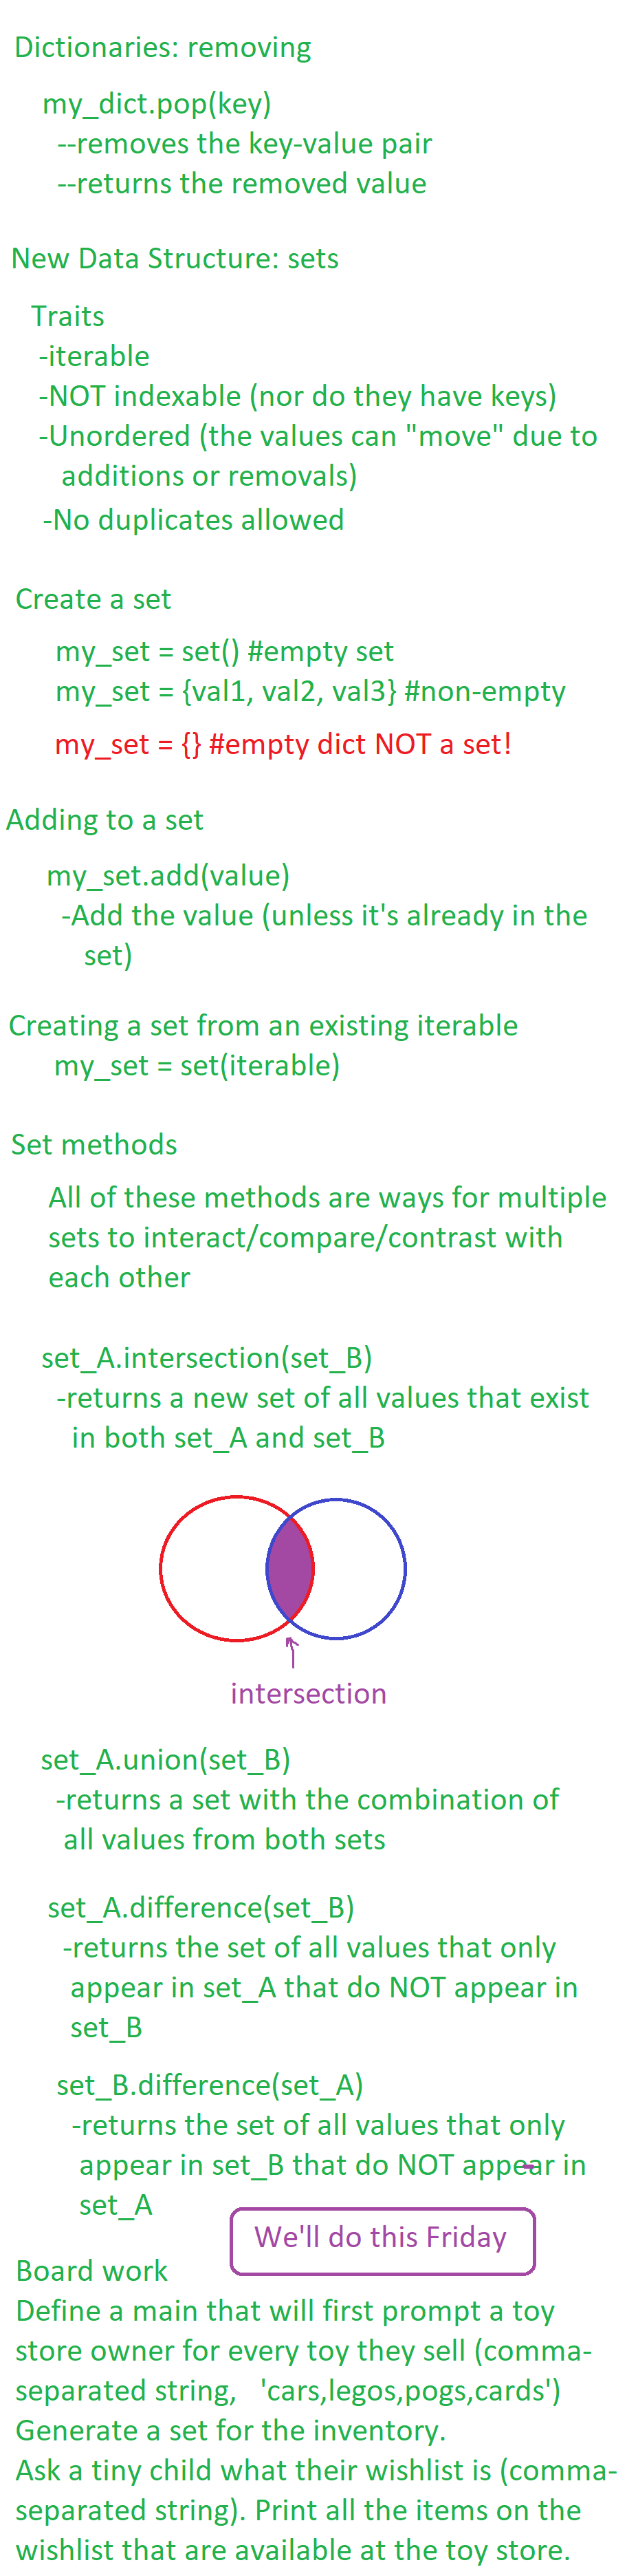 Dictionaries: removing
my_dict.pop(key)
--removes the key-value pair
--returns the removed value
New Data Structure: sets
Traits
-iterable
-NOT indexable (nor do they have keys)
-Unordered (the values can "move" due to
additions or removals)
-No duplicates allowed
Create a set
my_set = set() #empty set
my_set = {val1, val2, val3} #non-empty
my_set = {} #empty dict NOT a set!
Adding to a set
my_set.add(value)
-Add the value (unless it's already in the
set)
Creating a set from an existing iterable
my_set = set(iterable)
Set methods
All of these methods are ways for multiple
sets to interact/compare/contrast with
each other
set_A.intersection(set_B)
-returns a new set of all values that exist
in both set_A and set_B
intersection
set_A.union(set_B)
-returns a set with the combination of
all values from both sets
set_A.difference(set_B)
-returns the set of all values that only
appear in set_A that do NOT appear in
set_B
set_B.difference(set_A)
-returns the set of all values that only
appear in set_B that do NOT appear in
set_A
We'll do this Friday
Board work
Define a main that will first prompt a toy
store owner for every toy they sell (comma-
separated string,   'cars,legos,pogs,cards')
Generate a set for the inventory.
Ask a tiny child what their wishlist is (comma-
separated string). Print all the items on the
wishlist that are available at the toy store.